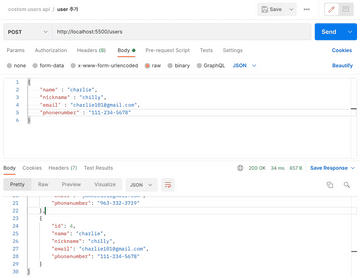 costom users api / user 추가
Save
POST
http://localhost:5500/users
Send
Params Authorization Headers (8) Body Pre-request Script Tests Settings Cookies
none form-data x-www-form-urlencoded raw binary GraphQL JSON Beautify
1 {
2 "name" : "charlie",
3 "nickname" : "chilly",
4 "email" : "charlie101@gmail.com",
5 "phonenumber" : "111-234-5678"
6 }
Body Cookies Headers (7) Test Results 200 OK 34 ms 657 B Save Response
Pretty Raw Preview Visualize JSON
21 "phonenumber": "963-332-3719"
22 },
23 {
24 "id": 4,
25 "name": "charlie",
26 "nickname": "chilly",
27 "email": "charlie101@gmail.com",
28 "phonenumber": "111-234-5678"
29 }
30 ]